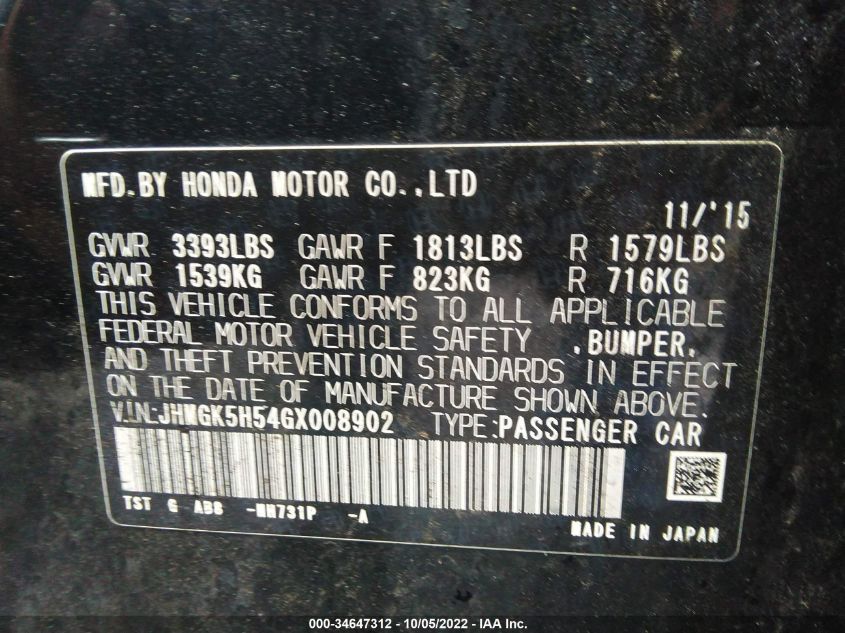 MFD.BY HONDA MOTOR CO.,LTD
11/'15
GVWR 3393LBS GAWR F 1813LBS R 1579LBS
GVWR 1539KG GAWR F 823KG R 716KG
THIS VEHICLE CONFORMS TO ALL APPLICABLE
FEDERAL MOTOR VEHICLE SAFETY ,BUMPER,
AND THEFT PREVENTION STANDARDS IN EFFECT
ON THE DATE OF MANUFACTURE SHOWN ABOVE.
V.I.N:JHMGK5H54GX008902 TYPE:PASSENGER CAR
TST G ABS -NH731P -A
MADE IN JAPAN
000-34647312 - 10/05/2022 - IAA Inc.